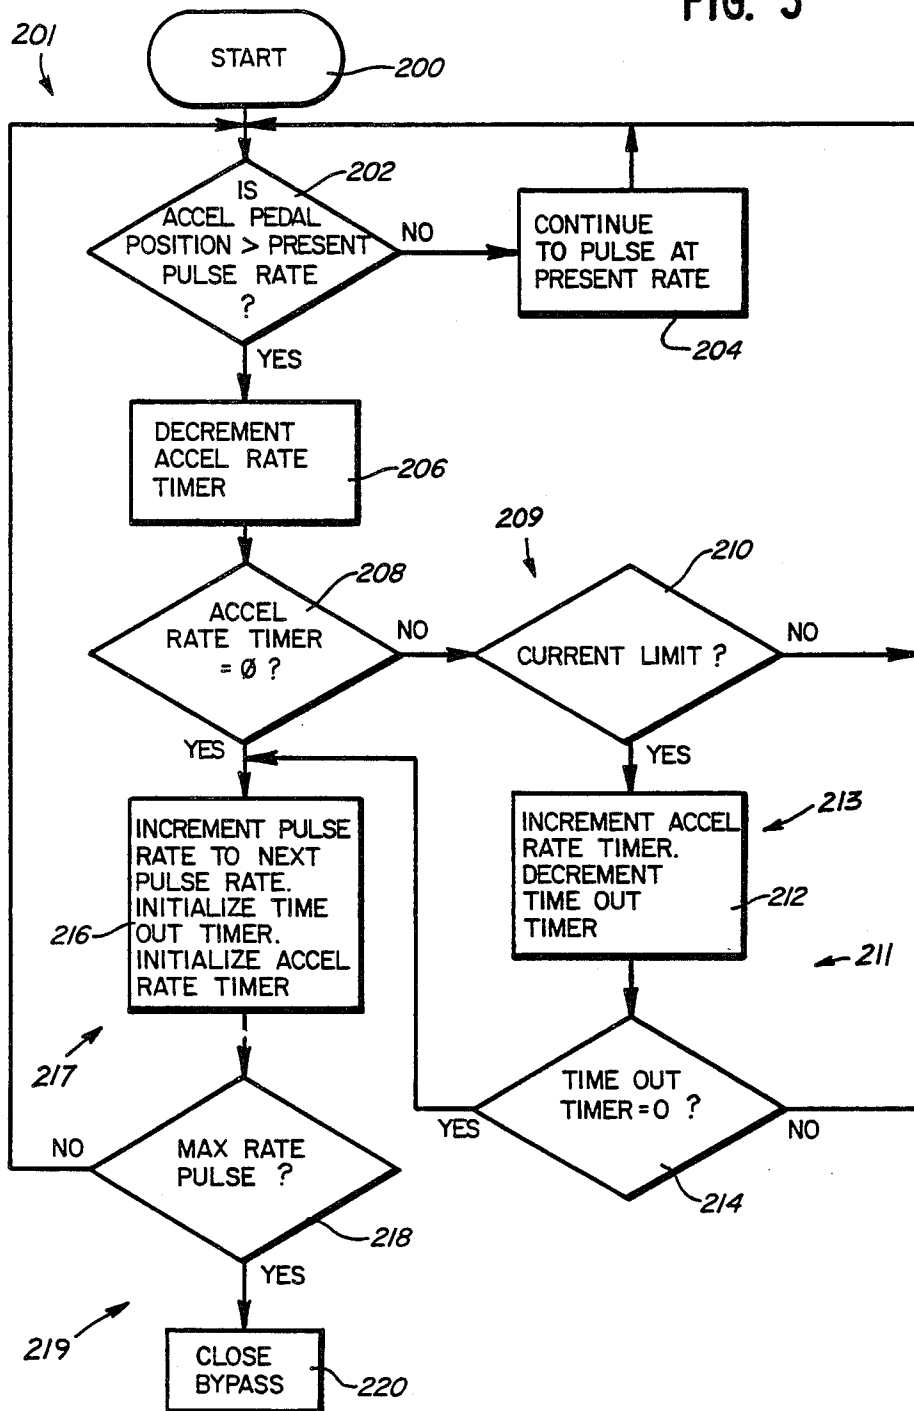 FIG. 3
201
START
200
202
IS
ACCEL PEDAL
POSITION > PRESENT
PULSE RATE
?
NO
YES
CONTINUE
TO PULSE AT
PRESENT RATE
204
DECREMENT
ACCEL RATE
TIMER
206
208
ACCEL
RATE TIMER
= Ø ?
NO
YES
209
210
CURRENT LIMIT ?
NO
YES
INCREMENT ACCEL
RATE TIMER.
DECREMENT
TIME OUT
TIMER
213
212
211
INCREMENT PULSE
RATE TO NEXT
PULSE RATE.
INITIALIZE TIME
OUT TIMER.
INITIALIZE ACCEL
RATE TIMER
216
217
TIME OUT
TIMER = O ?
YES
NO
214
MAX RATE
PULSE ?
NO
218
YES
219
CLOSE
BYPASS
220